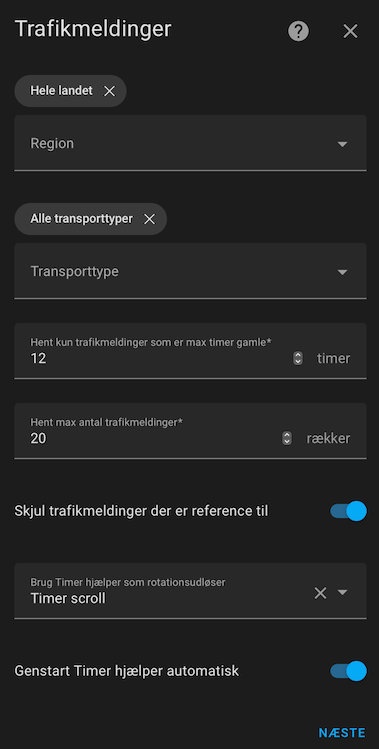 Trafikmeldinger
Hele landet
Region
Alle transporttyper
Transporttype
Hent kun trafikmeldinger som er max timer gamle*
12 timer
Hent max antal trafikmeldinger*
20 rækker
Skjul trafikmeldinger der er reference til
Brug Timer hjælper som rotationsudløser
Timer scroll
Genstart Timer hjælper automatisk
NÆSTE